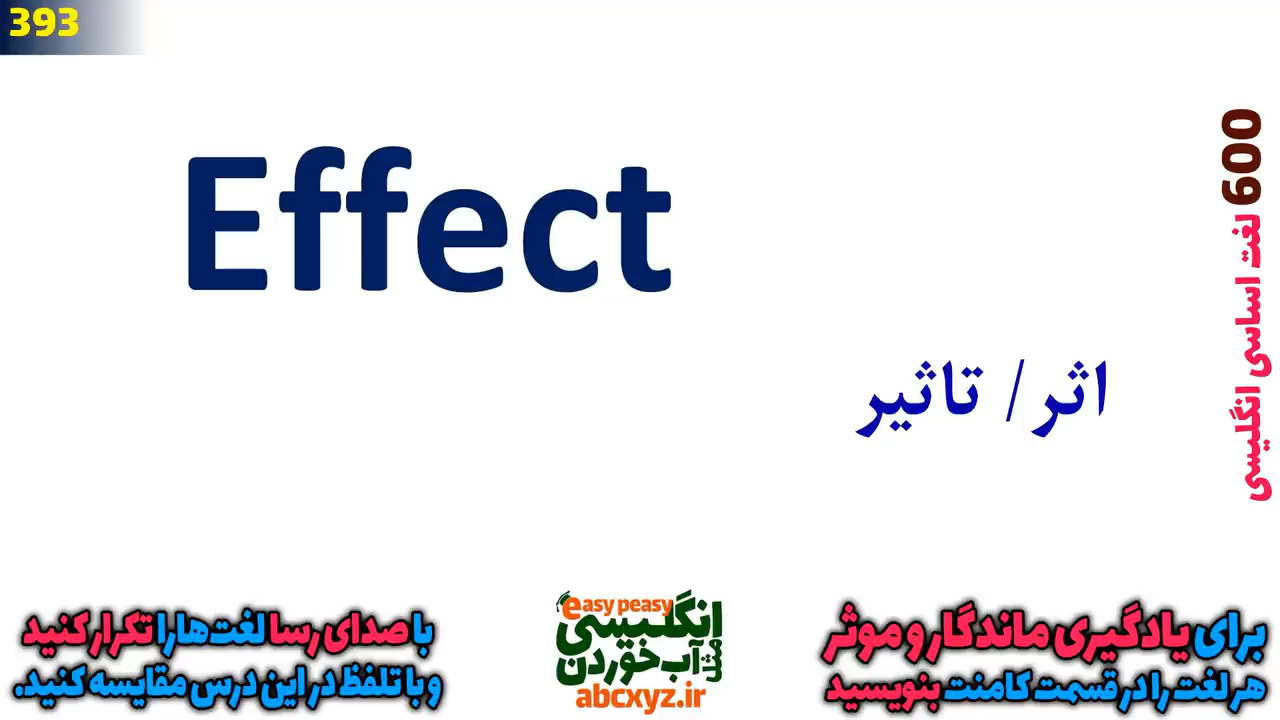 393
Effect
اثر / تاثیر
600 لغت اساسی انگلیسی
برای یادگیری ماندگار و موثر
هر لغت را در قسمت کامنت بنویسید
easy peasy
انگلیسی
مثل آب خوردن
abcxyz.ir
با صدای رسا لغت‌ها را تکرار کنید
و با تلفظ در این درس مقایسه کنید.